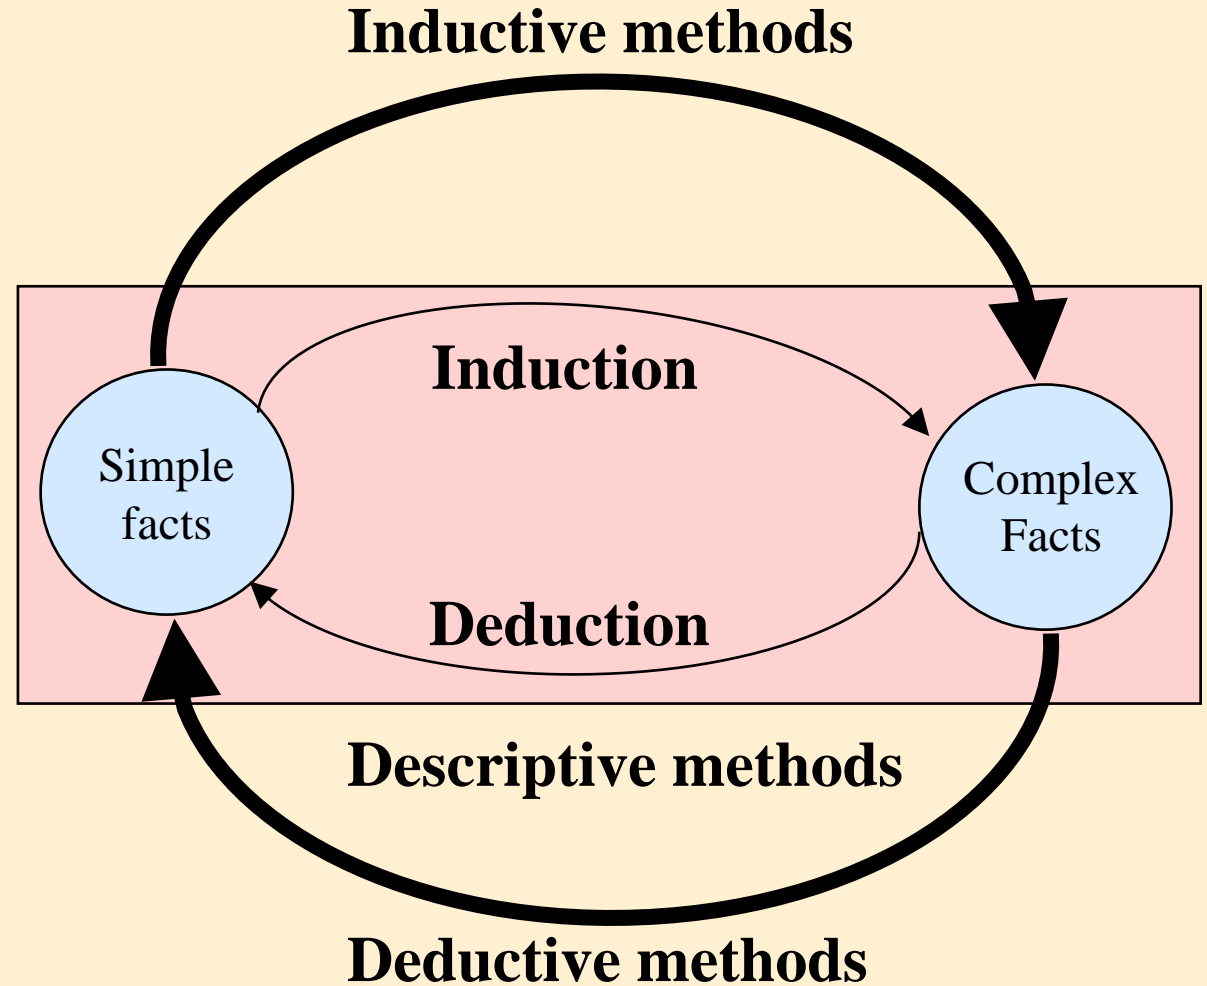 Inductive methods
Induction
Simple
facts
Complex
Facts
Deduction
Descriptive methods
Deductive methods